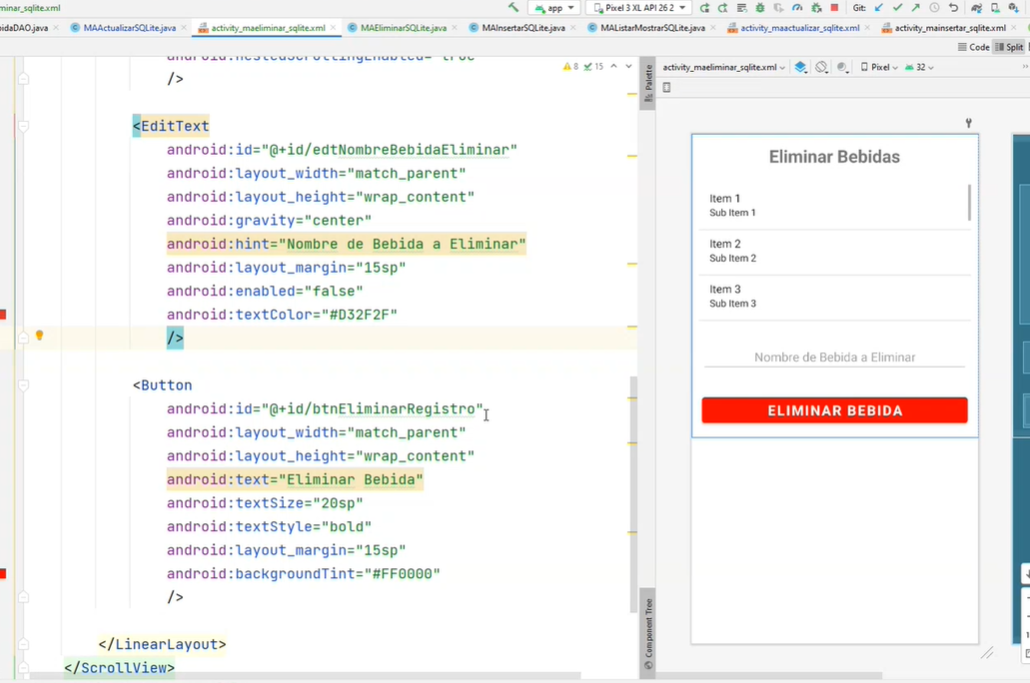 minar_sqlite.xml
app
Pixel 3 XL API 26 2
Git:
bidaDAO.java
MAActualizarSQLite.java
activity_maeliminar_sqlite.xml
MAEliminarSQLite.java
MAInsertarSQLite.java
MAListarMostrarSQLite.java
activity_maactualizar_sqlite.xml
activity_mainsertar_sqlite.xml
Code
Split
8
15
activity_maeliminar_sqlite.xml
Pixel
32
Palette
/>
<EditText
android:id="@+id/edtNombreBebidaEliminar"
android:layout_width="match_parent"
android:layout_height="wrap_content"
android:gravity="center"
android:hint="Nombre de Bebida a Eliminar"
android:layout_margin="15sp"
android:enabled="false"
android:textColor="#D32F2F"
/>
<Button
android:id="@+id/btnEliminarRegistro"
android:layout_width="match_parent"
android:layout_height="wrap_content"
android:text="Eliminar Bebida"
android:textSize="20sp"
android:textStyle="bold"
android:layout_margin="15sp"
android:backgroundTint="#FF0000"
/>
</LinearLayout>
</ScrollView>
Component Tree
Eliminar Bebidas
Item 1
Sub Item 1
Item 2
Sub Item 2
Item 3
Sub Item 3
Nombre de Bebida a Eliminar
ELIMINAR BEBIDA